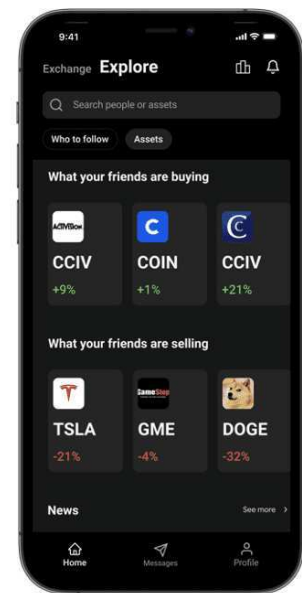 9:41
Exchange Explore
Search people or assets
Who to follow Assets
What your friends are buying
ACTIVISION C C
CCIV COIN CCIV
+9% +1% +21%
What your friends are selling
GameStop
TSLA GME DOGE
-21% -4% -32%
News See more >
Home Messages Profile